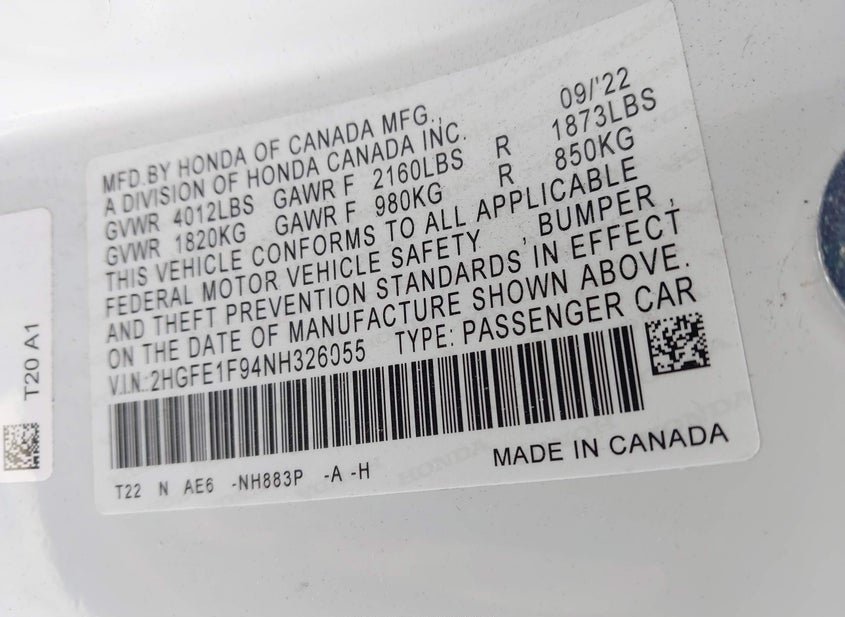 09/'22
MFD.BY HONDA OF CANADA MFG.,
A DIVISION OF HONDA CANADA INC.
GVWR 4012LBS GAWR F 2160LBS R 1873LBS
GVWR 1820KG GAWR F 980KG R 850KG
THIS VEHICLE CONFORMS TO ALL APPLICABLE
FEDERAL MOTOR VEHICLE SAFETY , BUMPER ,
AND THEFT PREVENTION STANDARDS IN EFFECT
ON THE DATE OF MANUFACTURE SHOWN ABOVE.
V.I.N.:2HGFE1F94NH326055 TYPE: PASSENGER CAR
T22 N AE6 -NH883P -A -H
MADE IN CANADA
T20 A1